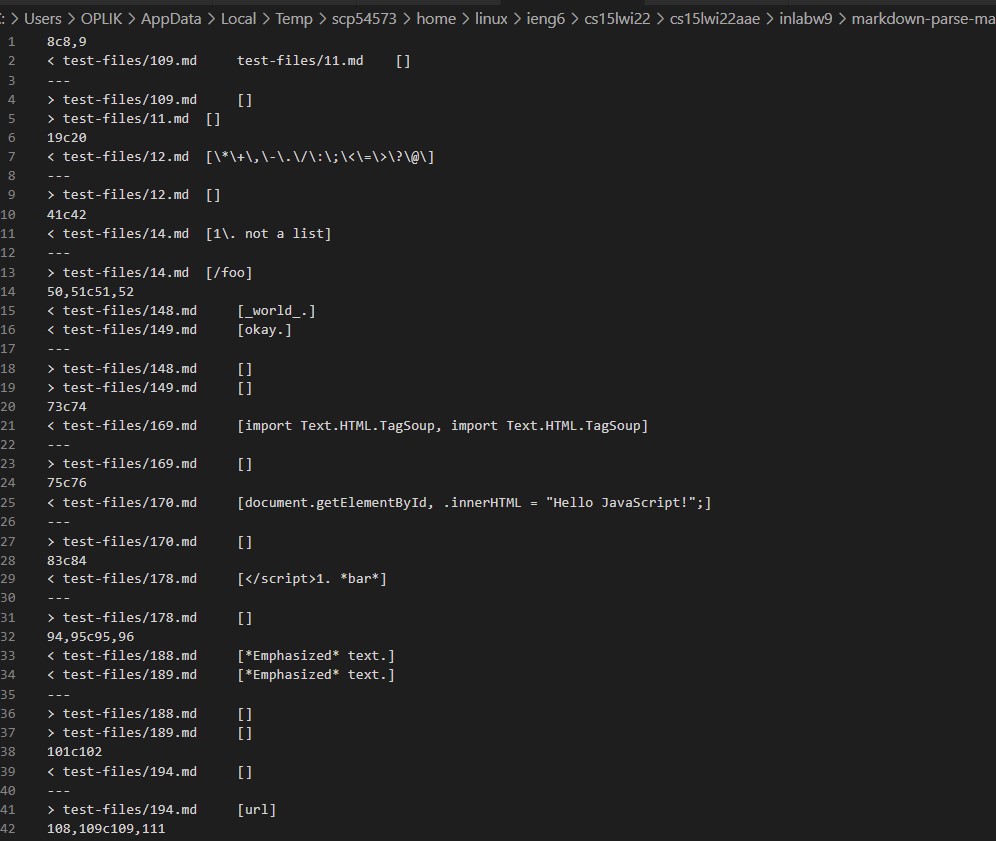 : > Users > OPLIK > AppData > Local > Temp > scp54573 > home > linux > ieng6 > cs15lwi22 > cs15lwi22aae > inlabw9 > markdown-parse-ma
1 8c8,9
2 < test-files/109.md test-files/11.md []
3 ---
4 > test-files/109.md []
5 > test-files/11.md []
6 19c20
7 < test-files/12.md [\*\+\,\-\.\/\:\;\<\=\>\?\@\]
8 ---
9 > test-files/12.md []
10 41c42
11 < test-files/14.md [1\. not a list]
12 ---
13 > test-files/14.md [/foo]
14 50,51c51,52
15 < test-files/148.md [_world_.]
16 < test-files/149.md [okay.]
17 ---
18 > test-files/148.md []
19 > test-files/149.md []
20 73c74
21 < test-files/169.md [import Text.HTML.TagSoup, import Text.HTML.TagSoup]
22 ---
23 > test-files/169.md []
24 75c76
25 < test-files/170.md [document.getElementById, .innerHTML = "Hello JavaScript!";]
26 ---
27 > test-files/170.md []
28 83c84
29 < test-files/178.md [</script>1. *bar*]
30 ---
31 > test-files/178.md []
32 94,95c95,96
33 < test-files/188.md [*Emphasized* text.]
34 < test-files/189.md [*Emphasized* text.]
35 ---
36 > test-files/188.md []
37 > test-files/189.md []
38 101c102
39 < test-files/194.md []
40 ---
41 > test-files/194.md [url]
42 108,109c109,111